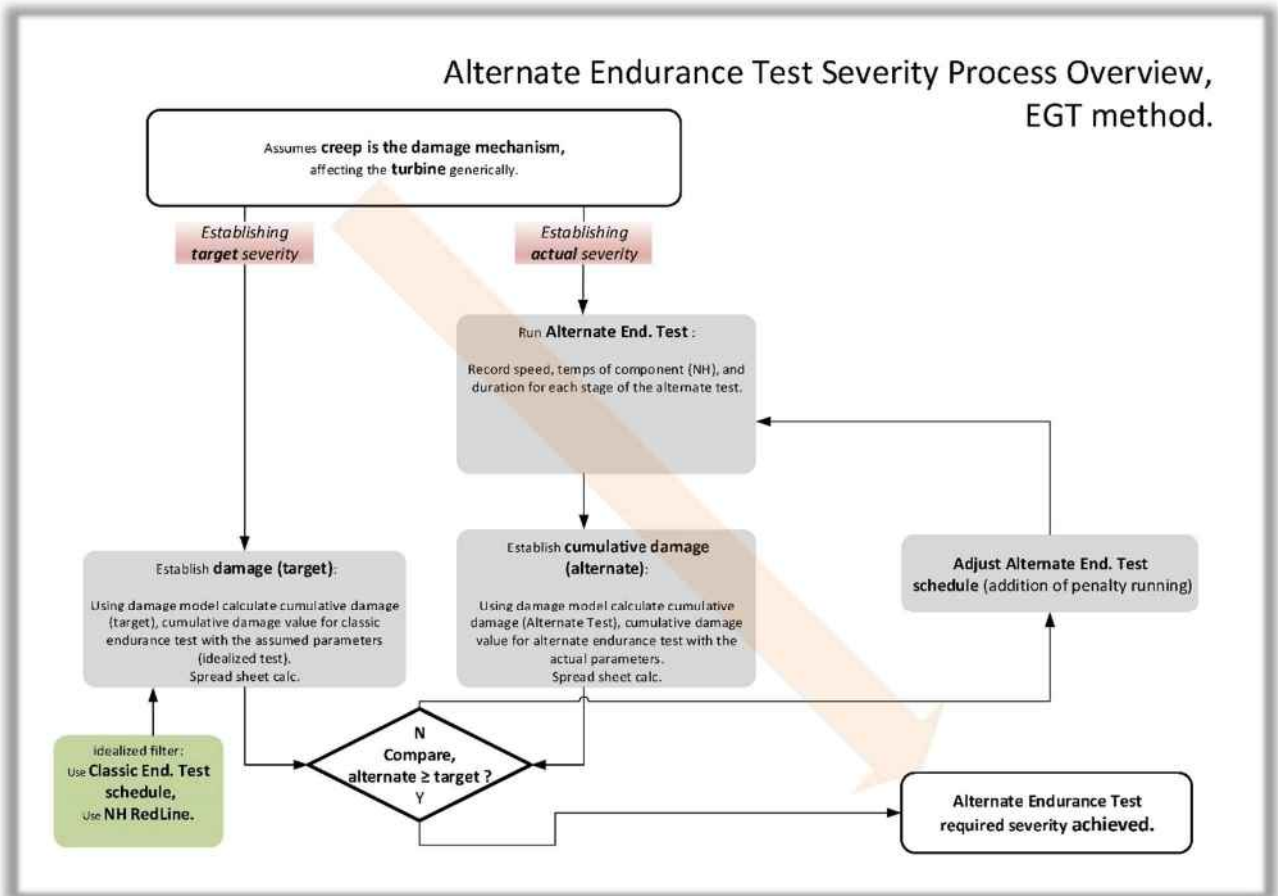 Alternate Endurance Test Severity Process Overview,
EGT method.
Assumes creep is the damage mechanism,
affecting the turbine generically.
Establishing
target severity
Establishing
actual severity
Run Alternate End. Test :
Record speed, temps of component (NH), and
duration for each stage of the alternate test.
Establish damage (target):
Using damage model calculate cumulative damage
(target), cumulative damage value for classic
endurance test with the assumed parameters
(idealized test).
Spread sheet calc.
Establish cumulative damage
(alternate):
Using damage model calculate cumulative
damage (Alternate Test), cumulative damage
value for alternate endurance test with the
actual parameters.
Spread sheet calc.
Adjust Alternate End. Test
schedule (addition of penalty running)
idealized filter:
Use Classic End. Test
schedule,
Use NH RedLine.
N
Compare,
alternate ≥ target ?
Y
Alternate Endurance Test
required severity achieved.